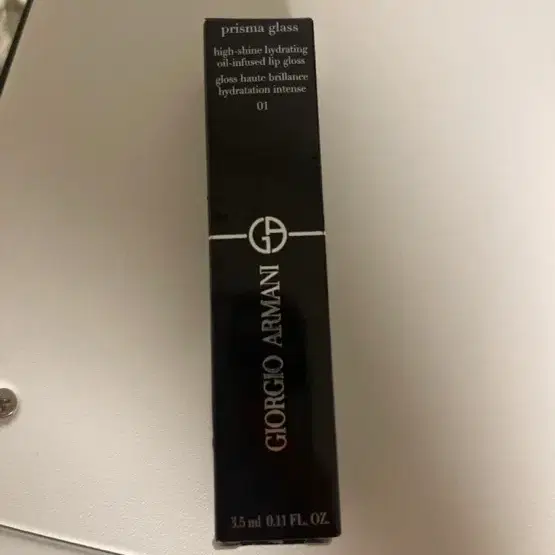 prisma glass
high-shine hydrating
oil-infused lip gloss
gloss haute brillance
hydratation intense
01
GA
GIORGIO ARMANI
3.5 ml 0.11 FL. OZ.